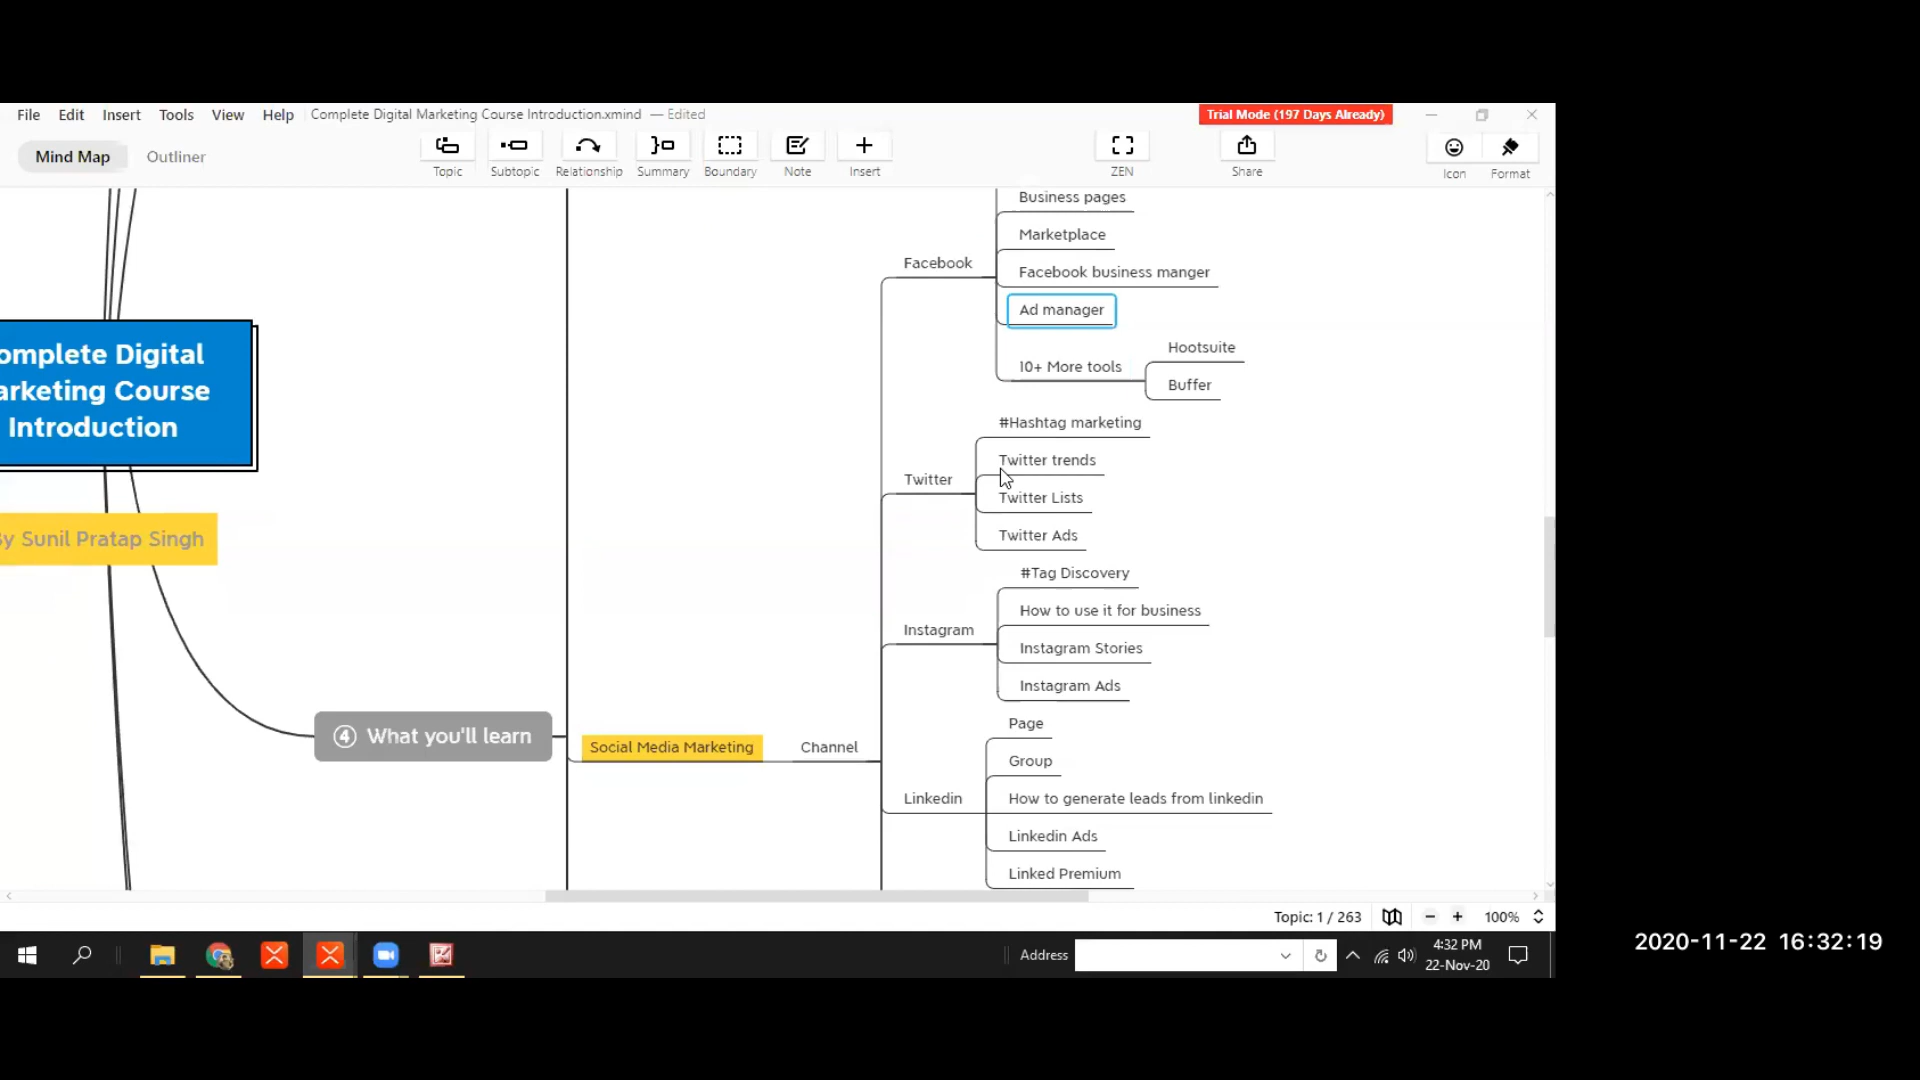 File Edit Insert Tools View Help Complete Digital Marketing Course Introduction.xmind — Edited Trial Mode (197 Days Already)
Mind Map Outliner
Topic Subtopic Relationship Summary Boundary Note Insert ZEN Share Icon Format
omplete Digital
arketing Course
Introduction
By Sunil Pratap Singh
4 What you'll learn
Social Media Marketing
Channel
Facebook
Business pages
Marketplace
Facebook business manger
Ad manager
10+ More tools
Hootsuite
Buffer
Twitter
#Hashtag marketing
Twitter trends
Twitter Lists
Twitter Ads
Instagram
#Tag Discovery
How to use it for business
Instagram Stories
Instagram Ads
Linkedin
Page
Group
How to generate leads from linkedin
Linkedin Ads
Linked Premium
Topic: 1 / 263 100%
Address
4:32 PM
22-Nov-20
2020-11-22 16:32:19